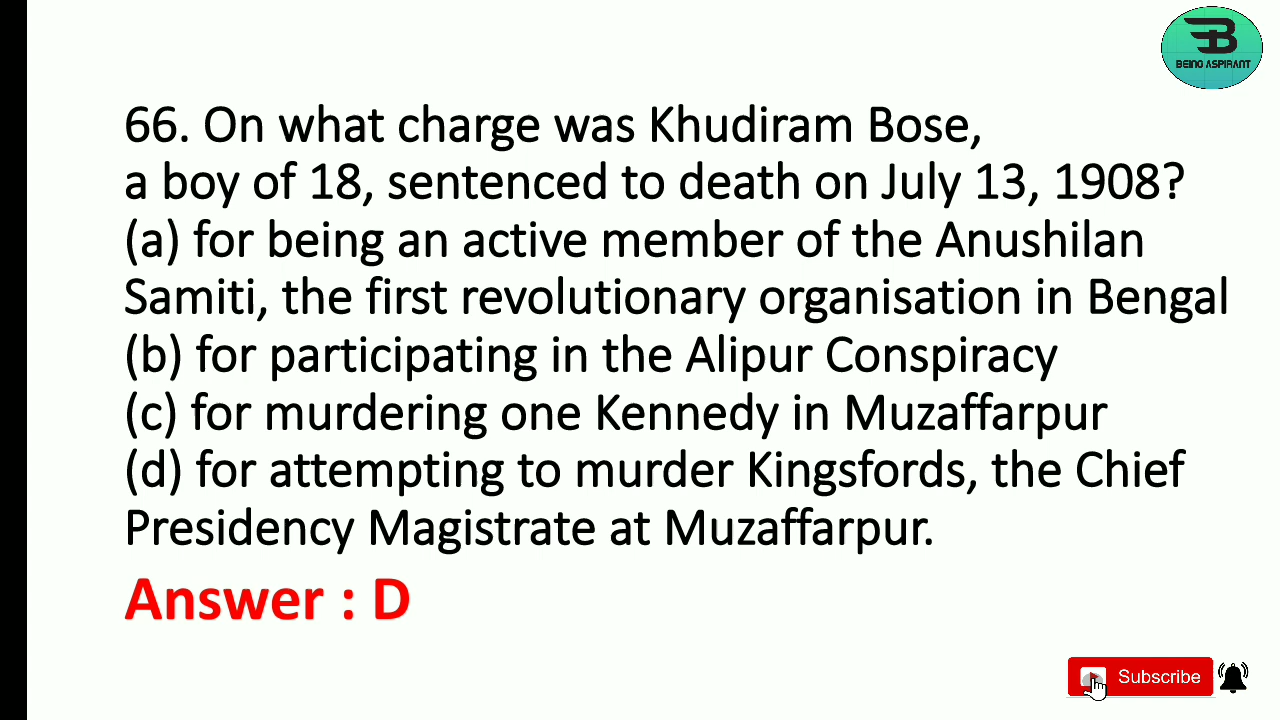 BEING ASPIRANT
66. On what charge was Khudiram Bose,
a boy of 18, sentenced to death on July 13, 1908?
(a) for being an active member of the Anushilan
Samiti, the first revolutionary organisation in Bengal
(b) for participating in the Alipur Conspiracy
(c) for murdering one Kennedy in Muzaffarpur
(d) for attempting to murder Kingsfords, the Chief
Presidency Magistrate at Muzaffarpur.
Answer : D
Subscribe